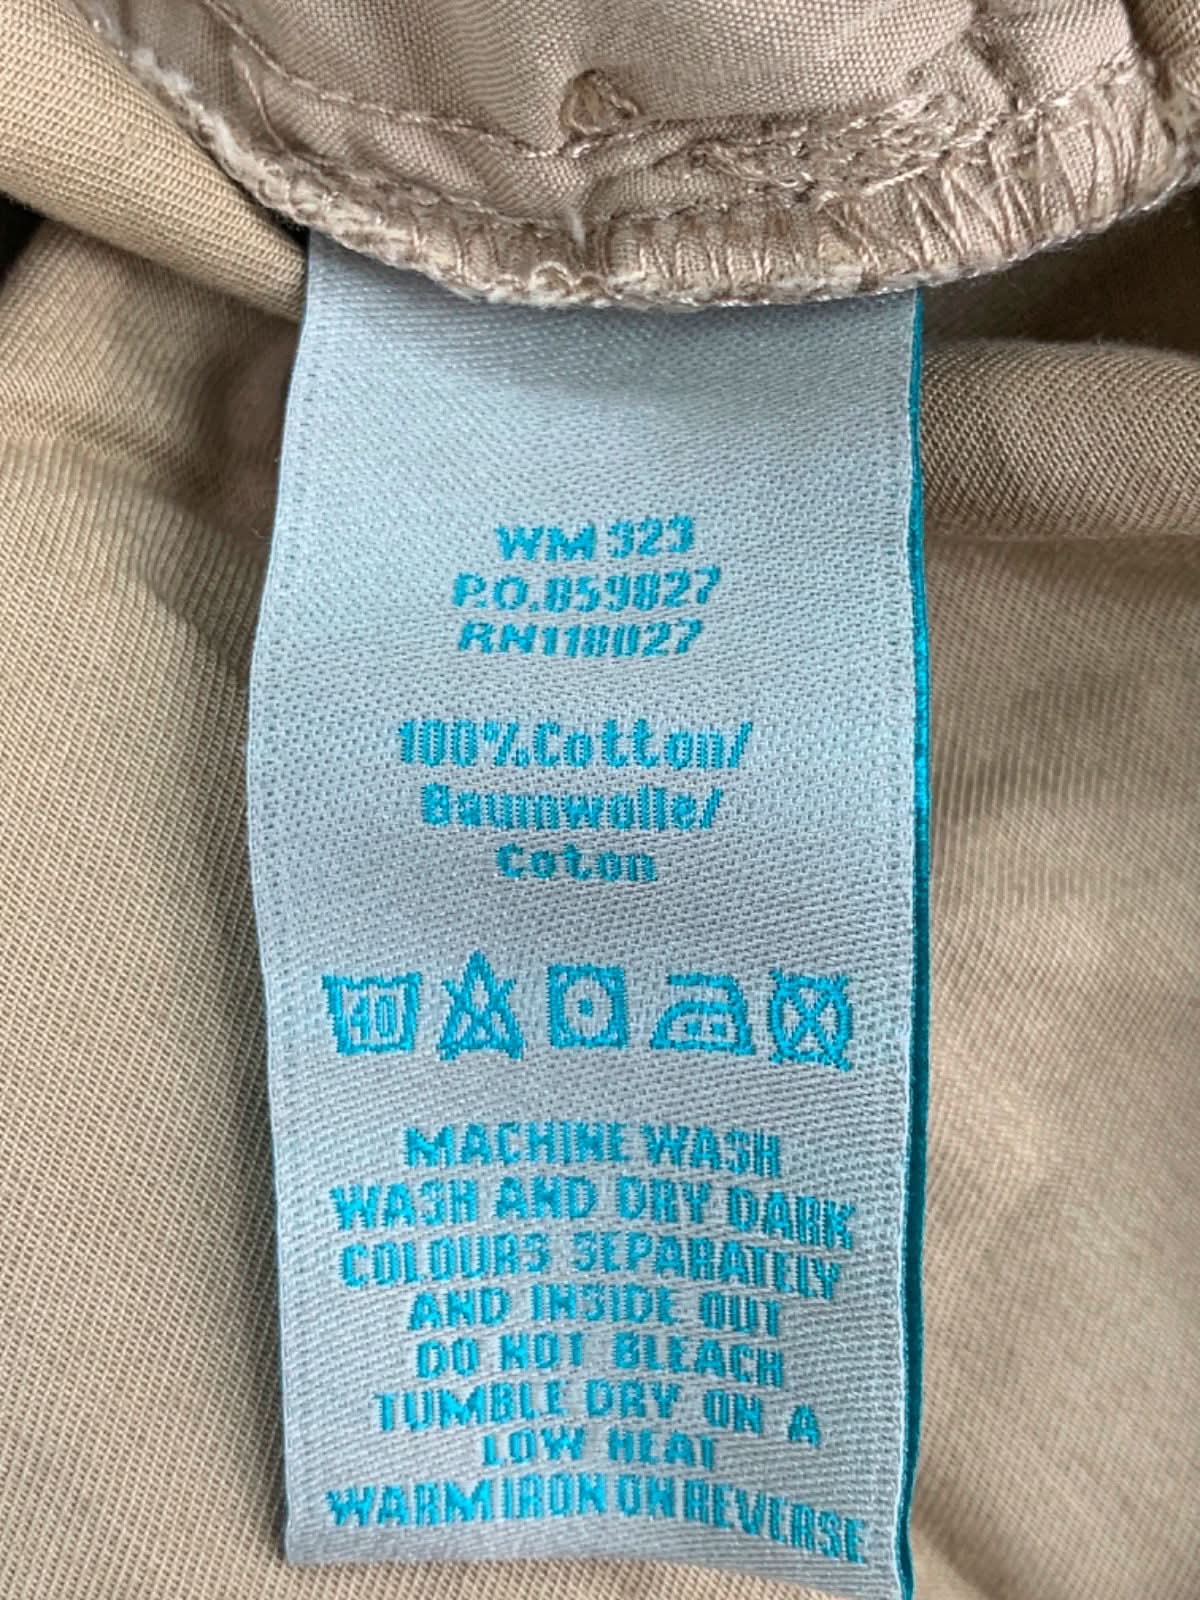 WM 323
P.O.859827
RN118027
100%Cotton/
Baumwolle/
Coton
40
MACHINE WASH
WASH AND DRY DARK
COLOURS SEPARATELY
AND INSIDE OUT
DO NOT BLEACH
TUMBLE DRY ON A
LOW HEAT
WARM IRON ON REVERSE